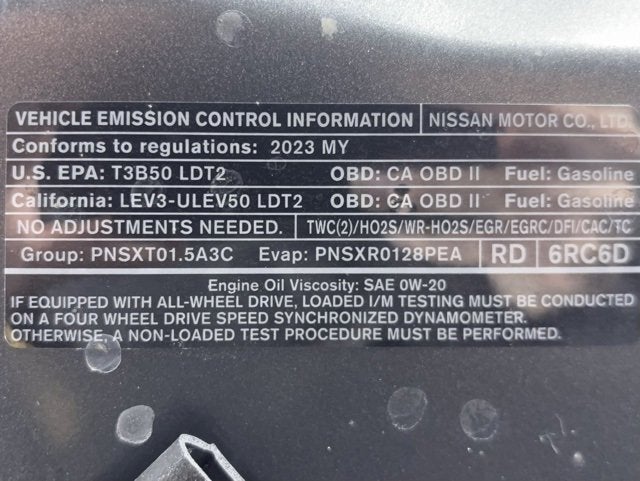 VEHICLE EMISSION CONTROL INFORMATION NISSAN MOTOR CO., LTD.
Conforms to regulations: 2023 MY
U.S. EPA: T3B50 LDT2 OBD: CA OBD II Fuel: Gasoline
California: LEV3-ULEV50 LDT2 OBD: CA OBD II Fuel: Gasoline
NO ADJUSTMENTS NEEDED. TWC(2)/HO2S/WR-HO2S/EGR/EGRC/DFI/CAC/TC
Group: PNSXT01.5A3C Evap: PNSXR0128PEA RD 6RC6D
Engine Oil Viscosity: SAE 0W-20
IF EQUIPPED WITH ALL-WHEEL DRIVE, LOADED I/M TESTING MUST BE CONDUCTED
ON A FOUR WHEEL DRIVE SPEED SYNCHRONIZED DYNAMOMETER.
OTHERWISE, A NON-LOADED TEST PROCEDURE MUST BE PERFORMED.